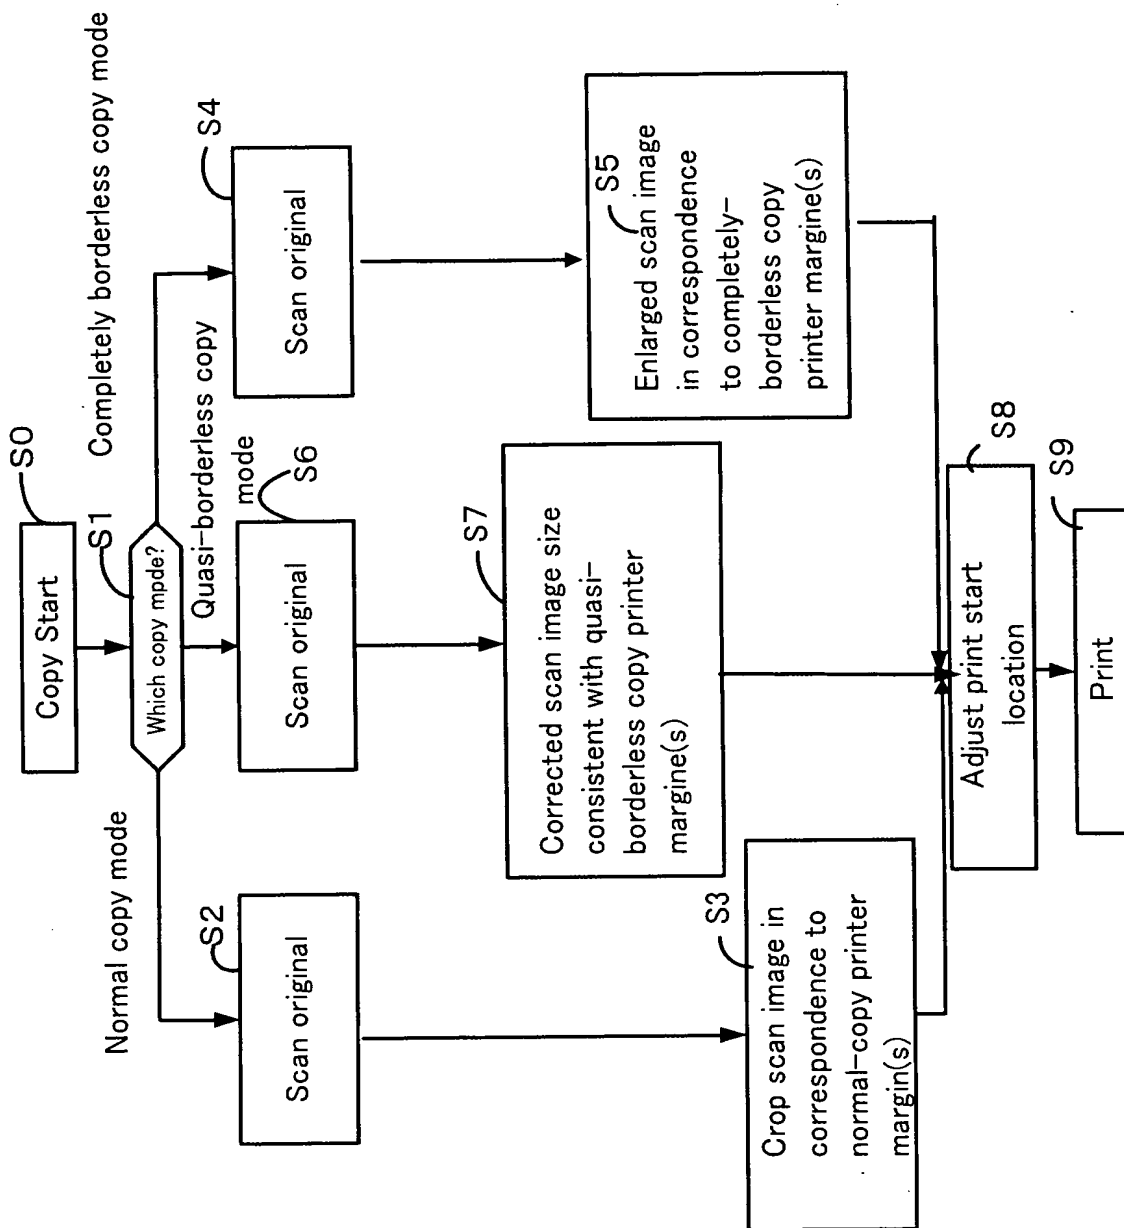 S0
Copy Start
S1
Which copy mpde?
Normal copy mode
Quasi-borderless copy
mode
Completely borderless copy mode
S2
Scan original
S6
Scan original
S4
Scan original
S3
Crop scan image in
correspondence to
normal-copy printer
margin(s)
S7
Corrected scan image size
consistent with quasi-
borderless copy printer
margine(s)
S5
Enlarged scan image
in correspondence
to completely-
borderless copy
printer margine(s)
S8
Adjust print start
location
S9
Print